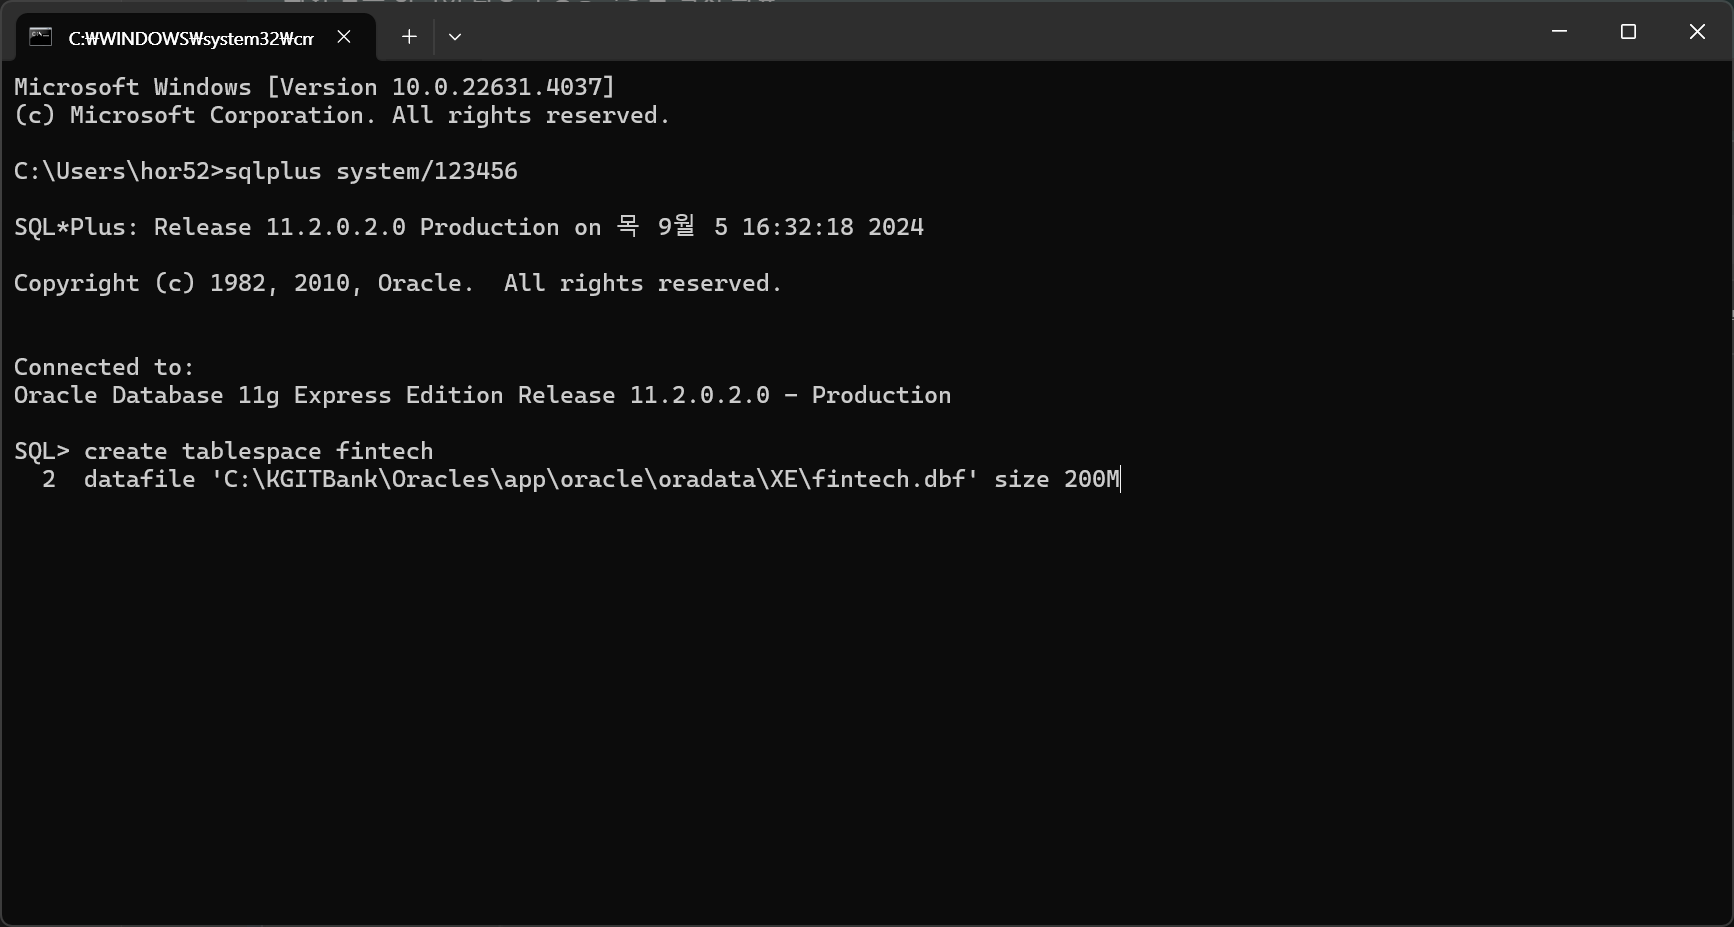 C:₩WINDOWS₩system32₩cm
Microsoft Windows [Version 10.0.22631.4037]
(c) Microsoft Corporation. All rights reserved.
C:\Users\hor52>sqlplus system/123456
SQL*Plus: Release 11.2.0.2.0 Production on 목 9월 5 16:32:18 2024
Copyright (c) 1982, 2010, Oracle.  All rights reserved.
Connected to:
Oracle Database 11g Express Edition Release 11.2.0.2.0 - Production
SQL> create tablespace fintech
  2  datafile 'C:\KGITBank\Oracles\app\oracle\oradata\XE\fintech.dbf' size 200M